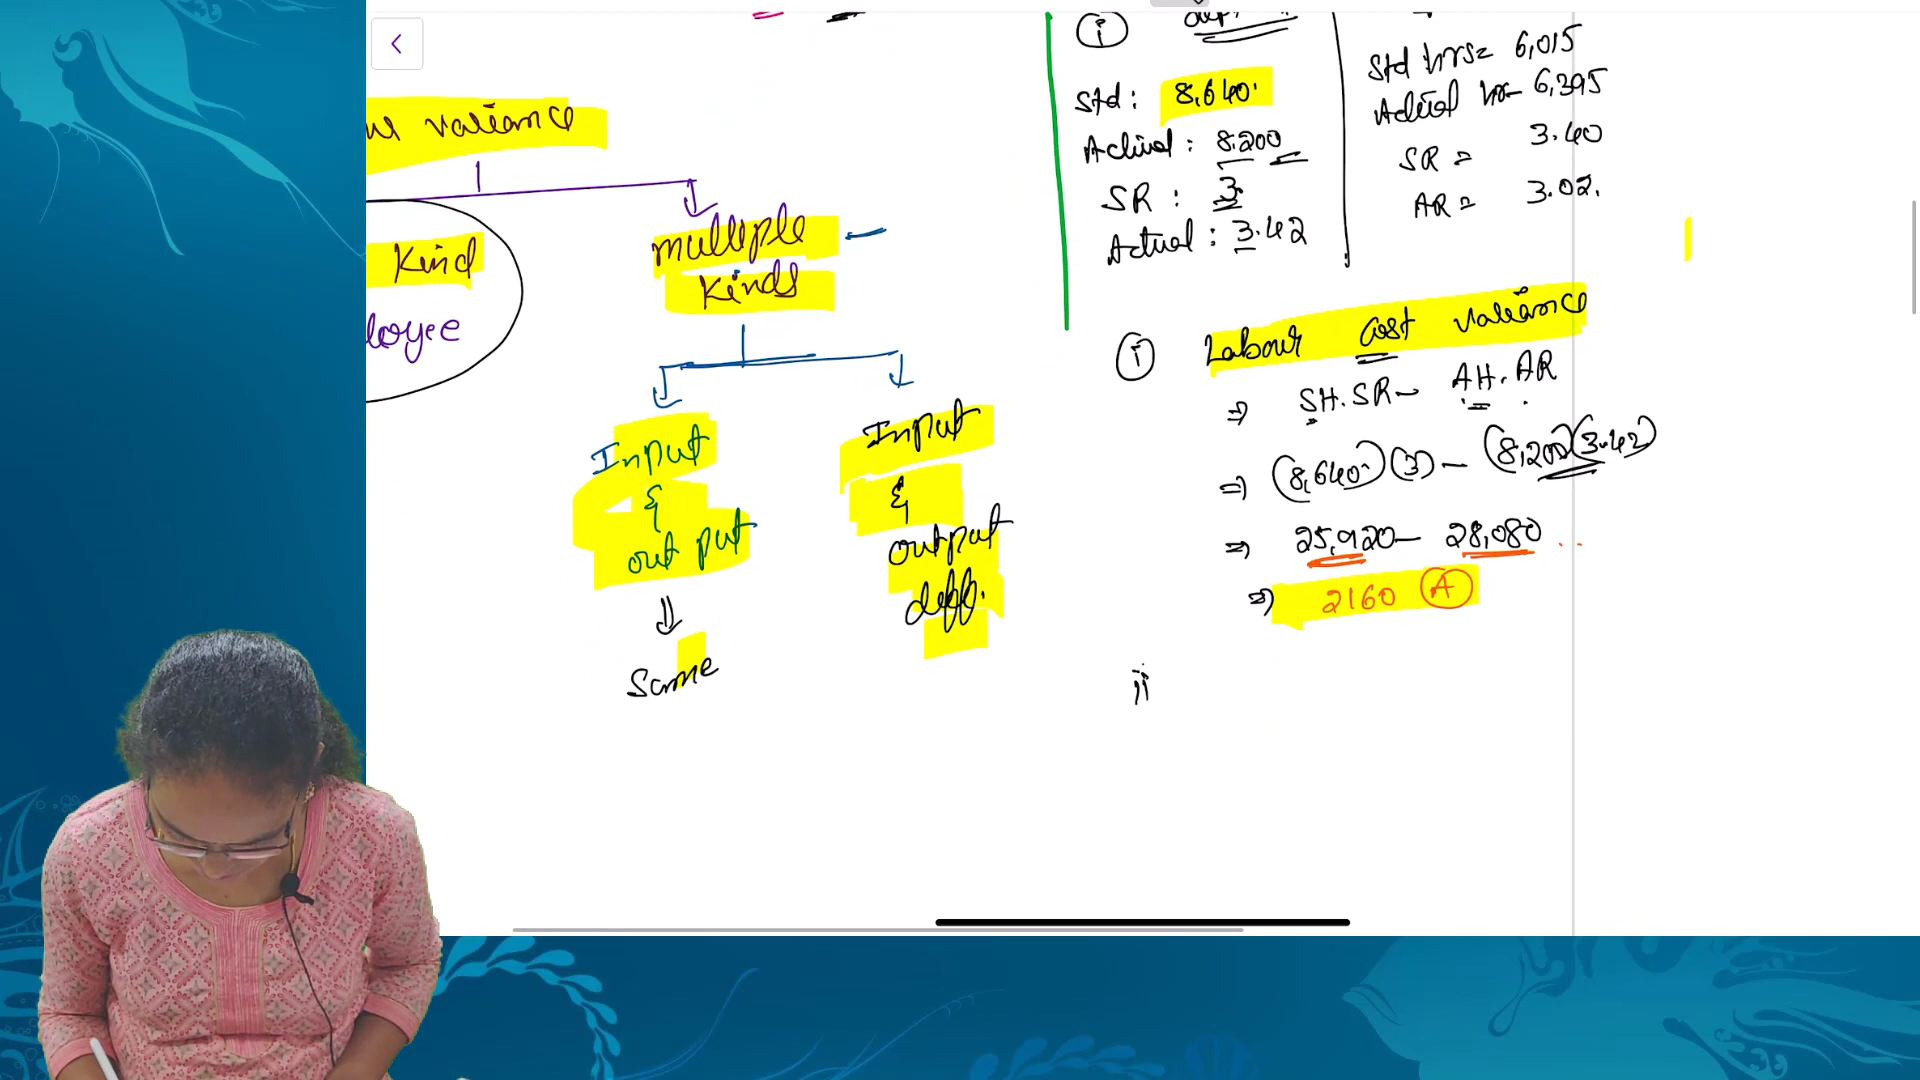 variance
Kind
loyee
multiple
Kinds
Input
&
out put
Same
Input
&
output
deff.
i
Std : 8,640.
Actual : 8.200
SR : 3
Actual : 3.42
Std hrs= 6,015
Actual hr- 6,395
SR = 3.40
AR = 3.02.
i Labour Cost Variance
⇒ SH.SR- AH.AR
⇒ (8,640)(3) - (8,200)(3.42)
⇒ 25,920 - 28,080
⇒ 2160 A
ii